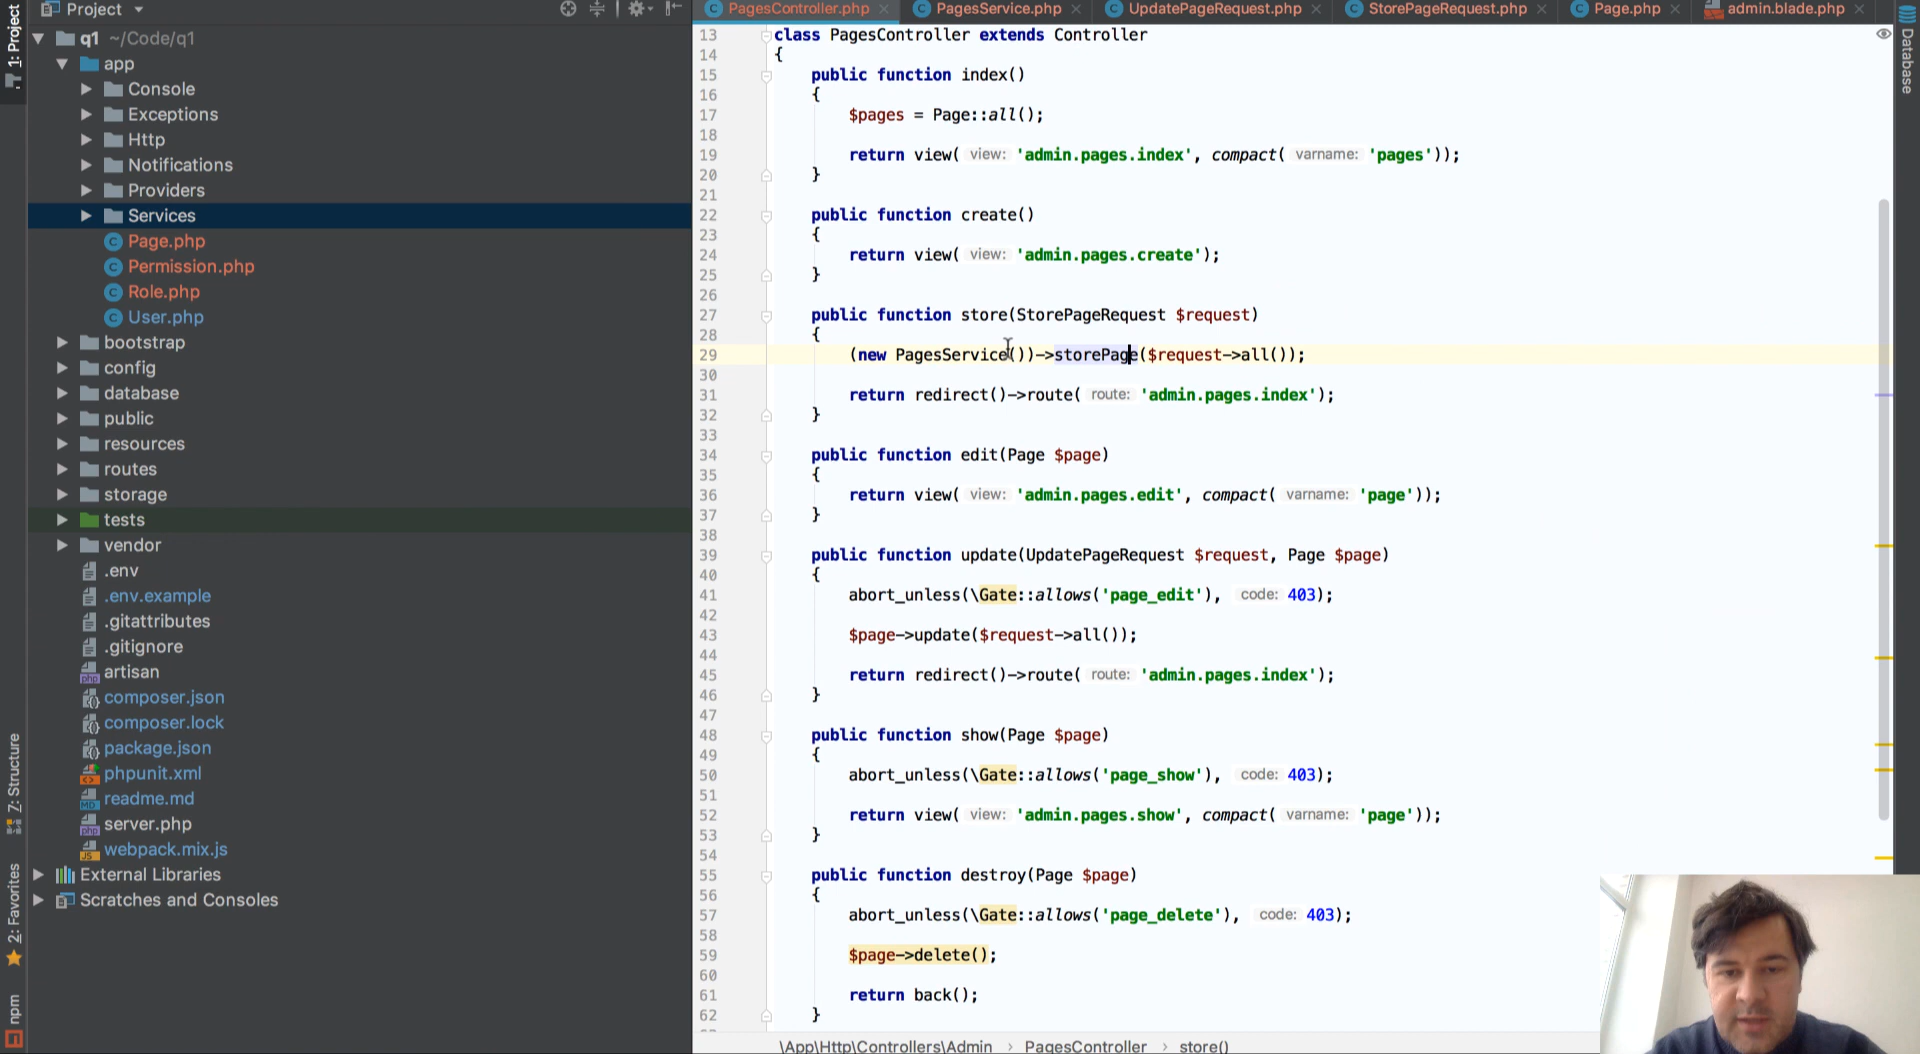 Project
1: Project
7: Structure
2: Favorites
npm
q1 ~/Code/q1
app
Console
Exceptions
Http
Notifications
Providers
Services
Page.php
Permission.php
Role.php
User.php
bootstrap
config
database
public
resources
routes
storage
tests
vendor
.env
.env.example
.gitattributes
.gitignore
artisan
composer.json
composer.lock
package.json
phpunit.xml
readme.md
server.php
webpack.mix.js
External Libraries
Scratches and Consoles
PagesController.php × PagesService.php × UpdatePageRequest.php × StorePageRequest.php × Page.php × admin.blade.php ×
Database
13 class PagesController extends Controller
14 {
15 public function index()
16 {
17 $pages = Page::all();
18
19 return view( view: 'admin.pages.index', compact( varname: 'pages'));
20 }
21
22 public function create()
23 {
24 return view( view: 'admin.pages.create');
25 }
26
27 public function store(StorePageRequest $request)
28 {
29 (new PagesService())->storePage($request->all());
30
31 return redirect()->route( route: 'admin.pages.index');
32 }
33
34 public function edit(Page $page)
35 {
36 return view( view: 'admin.pages.edit', compact( varname: 'page'));
37 }
38
39 public function update(UpdatePageRequest $request, Page $page)
40 {
41 abort_unless(\Gate::allows('page_edit'), code: 403);
42
43 $page->update($request->all());
44
45 return redirect()->route( route: 'admin.pages.index');
46 }
47
48 public function show(Page $page)
49 {
50 abort_unless(\Gate::allows('page_show'), code: 403);
51
52 return view( view: 'admin.pages.show', compact( varname: 'page'));
53 }
54
55 public function destroy(Page $page)
56 {
57 abort_unless(\Gate::allows('page_delete'), code: 403);
58
59 $page->delete();
60
61 return back();
62 }
\App\Http\Controllers\Admin › PagesController › store()